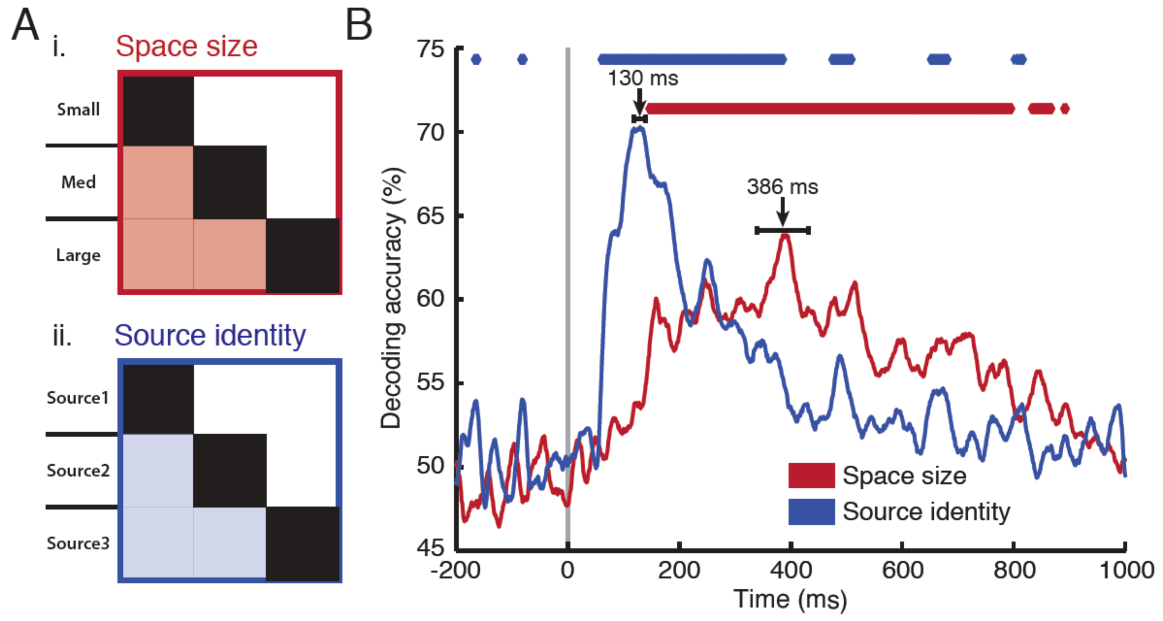 A
i.
Space size
Small
Med
Large
ii.
Source identity
Source1
Source2
Source3
B
75
70
65
60
55
50
45
Decoding accuracy (%)
130 ms
386 ms
Space size
Source identity
-200
0
200
400
600
800
1000
Time (ms)